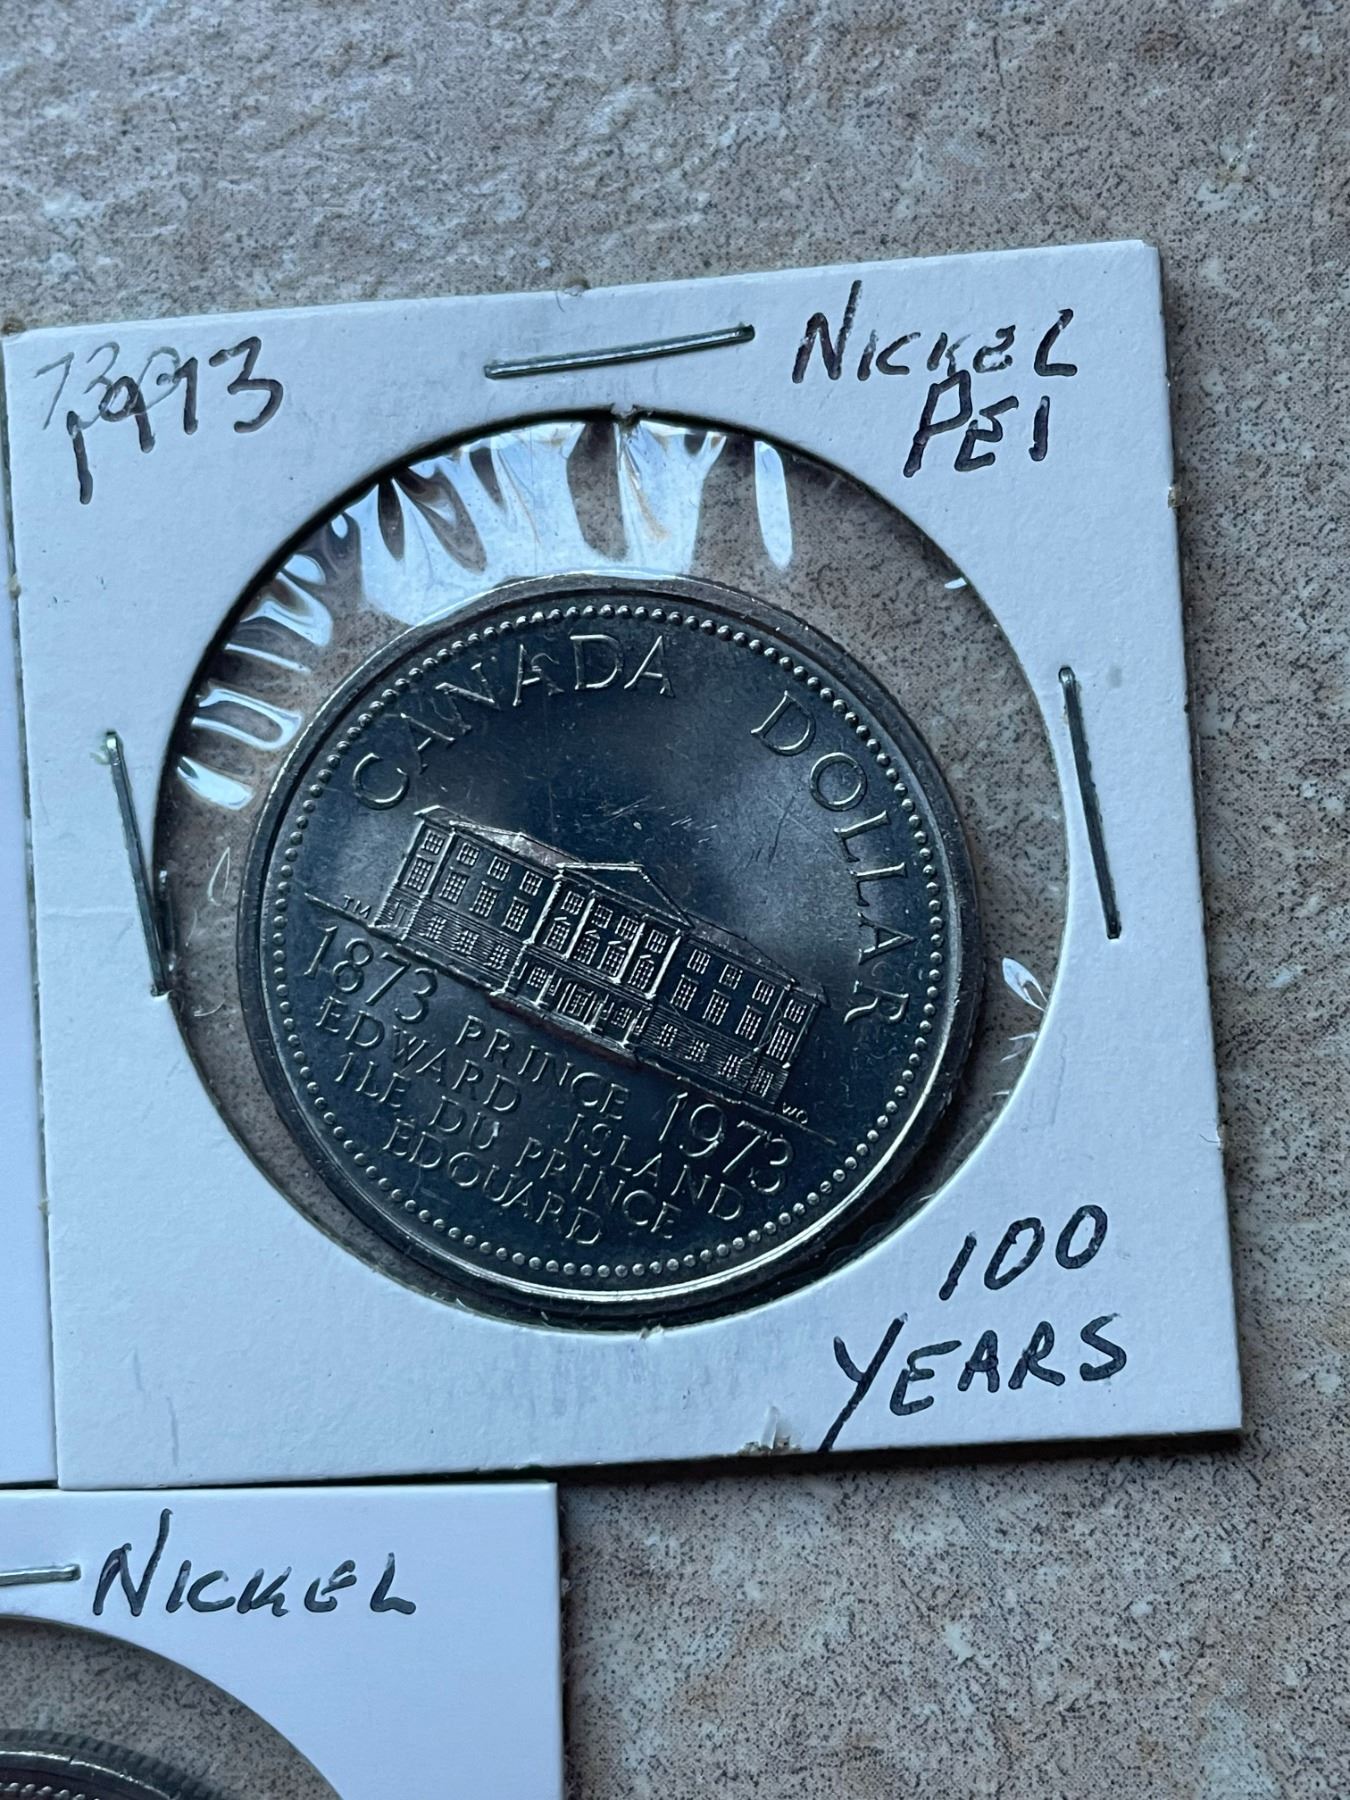 1973
NICKEL
PEI
CANADA DOLLAR
TM
1873 PRINCE 1973
EDWARD ISLAND
ILE DU PRINCE
EDOUARD
WO
100
YEARS
NICKEL